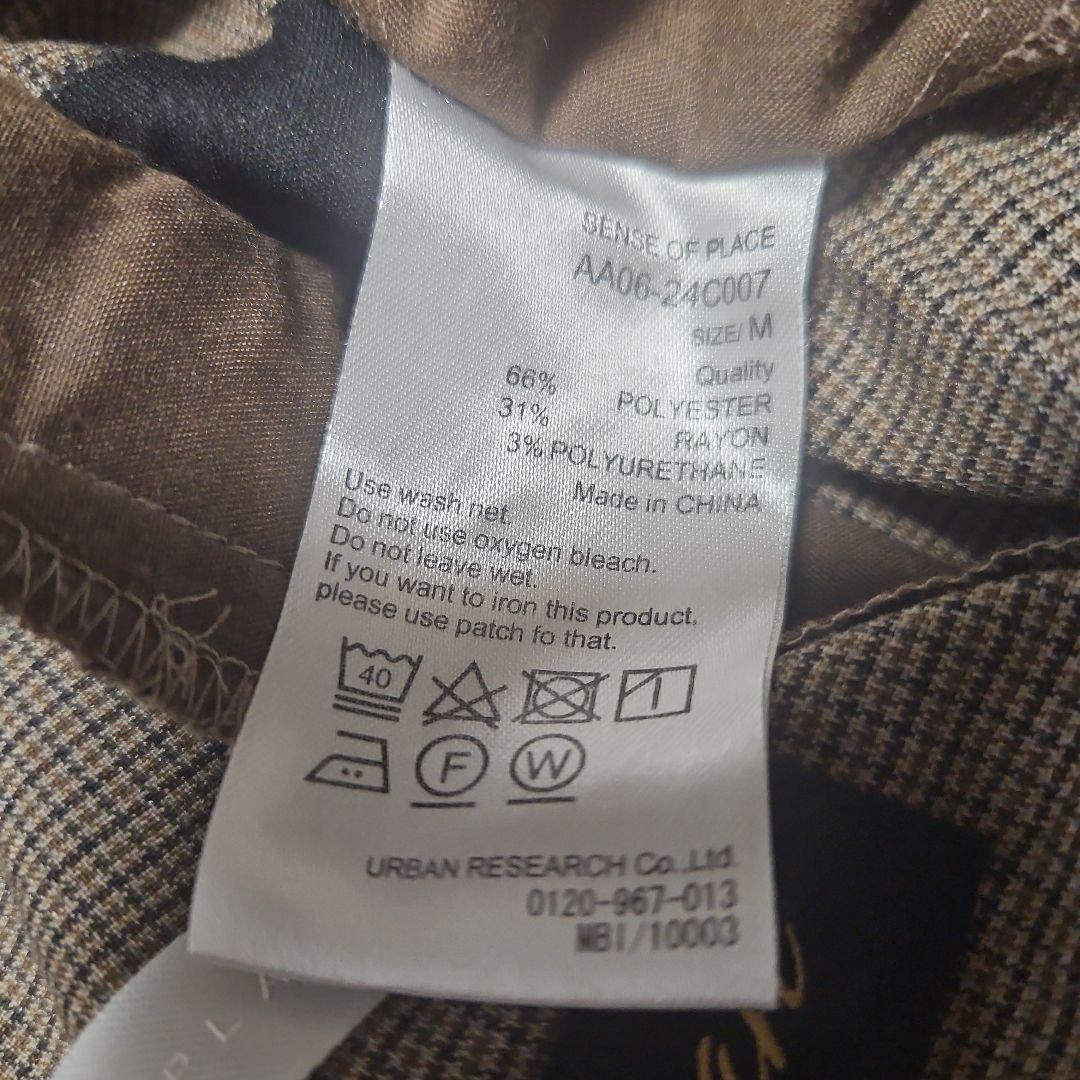 SENSE OF PLACE
AA06-24C007
SIZE/ M
Quality
66% POLYESTER
31% RAYON
3% POLYURETHANE
Made in CHINA
Use wash net.
Do not use oxygen bleach.
Do not leave wet.
If you want to iron this product,
please use patch fo that.
40
F W
URBAN RESEARCH Co.,Ltd.
0120-967-013
MBI/10003
P L A